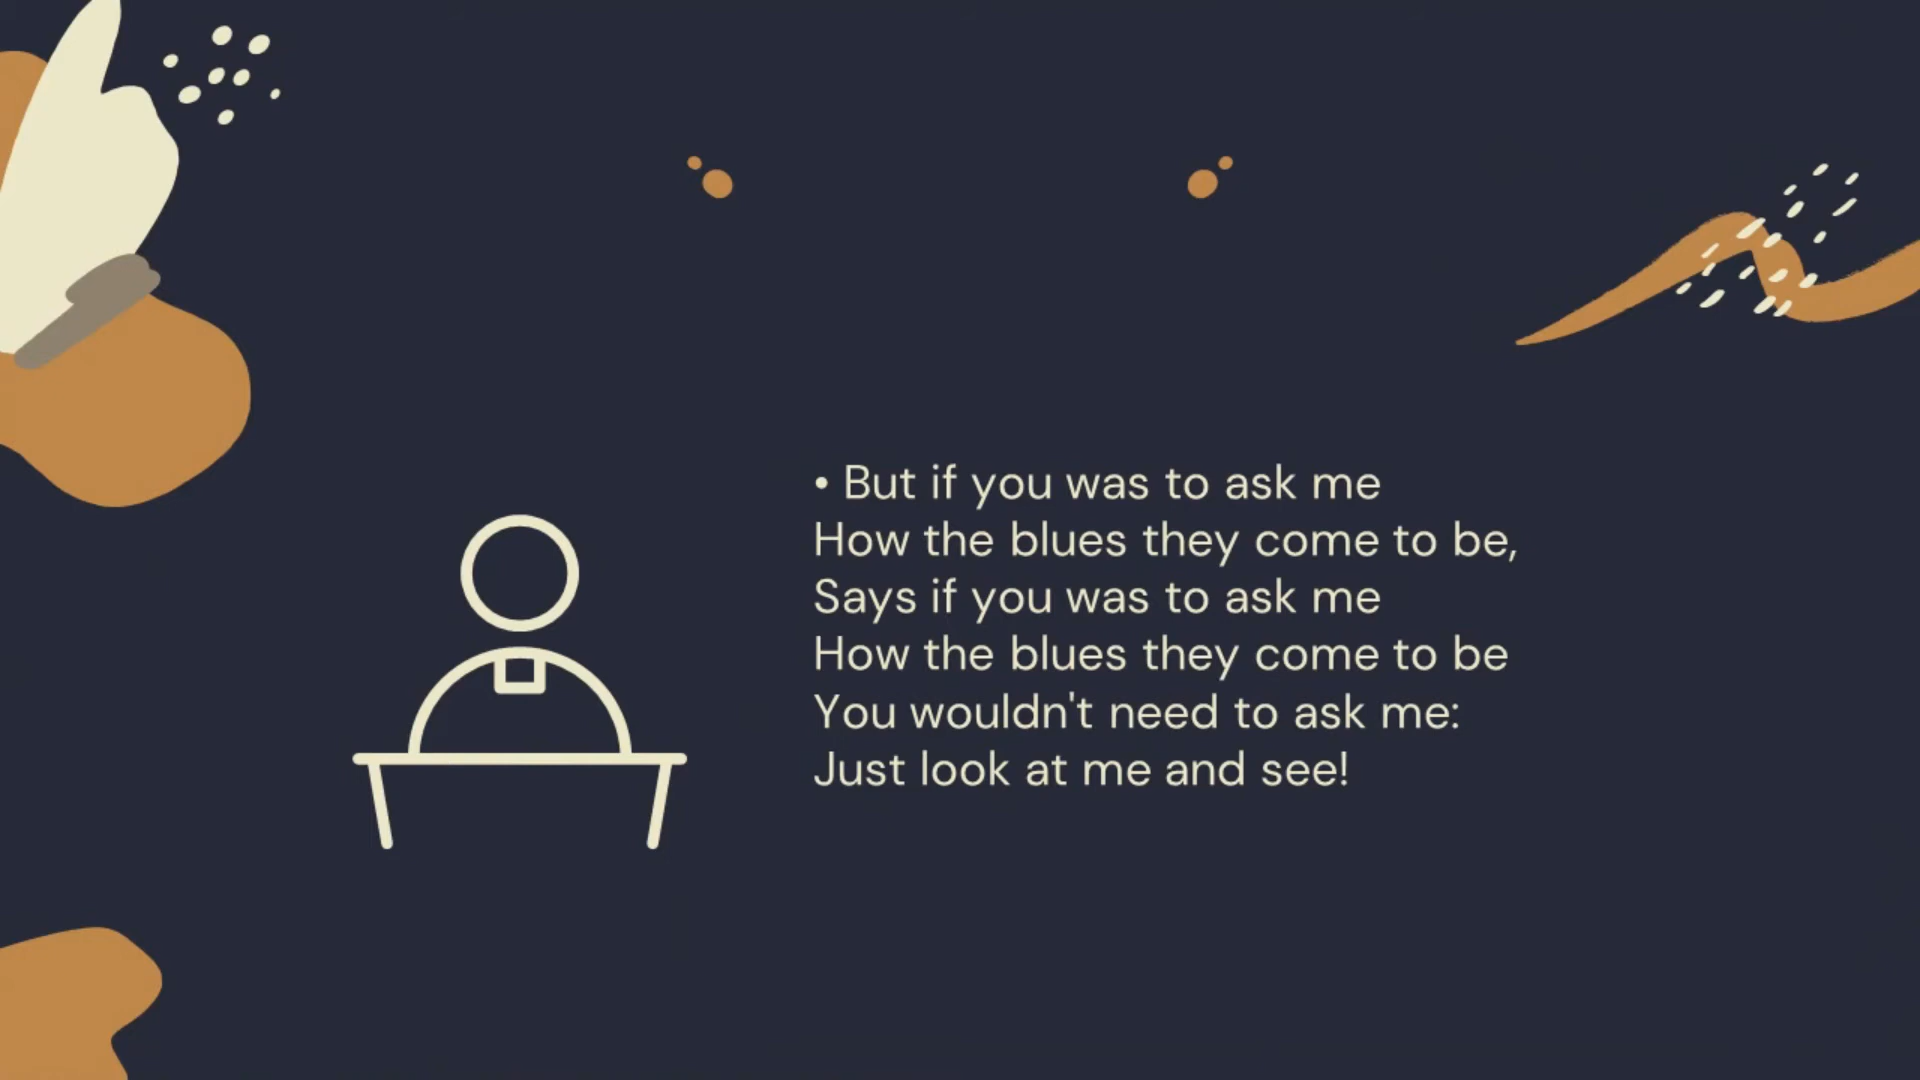 • But if you was to ask me
How the blues they come to be,
Says if you was to ask me
How the blues they come to be
You wouldn't need to ask me:
Just look at me and see!